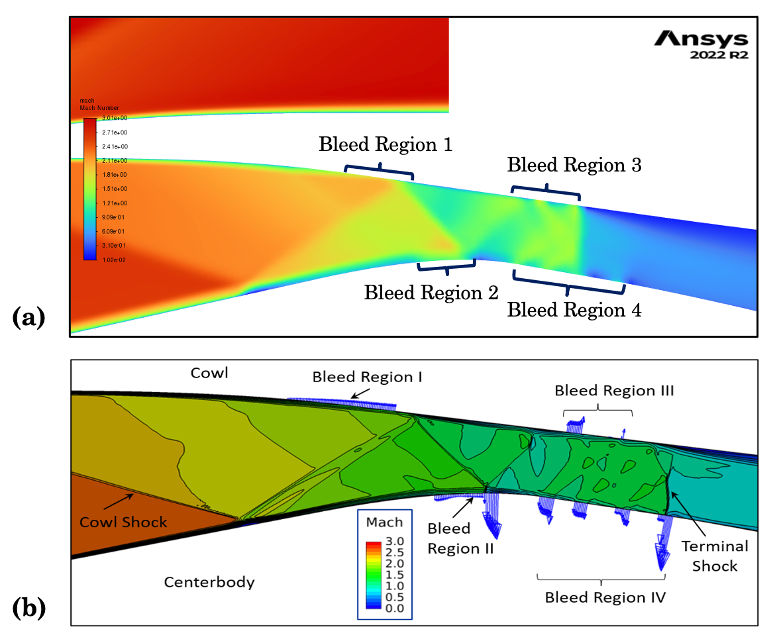 Ansys
2022 R2
mach
Mach Number
3.01e+00
2.71e+00
2.41e+00
2.11e+00
1.81e+00
1.51e+00
1.21e+00
9.09e-01
6.09e-01
3.10e-01
1.02e-02
Bleed Region 1
Bleed Region 3
Bleed Region 2
Bleed Region 4
(a)
Cowl
Bleed Region I
Bleed Region III
Cowl Shock
Bleed
Region II
Terminal
Shock
Mach
3.0
2.5
2.0
1.5
1.0
0.5
0.0
Centerbody
Bleed Region IV
(b)